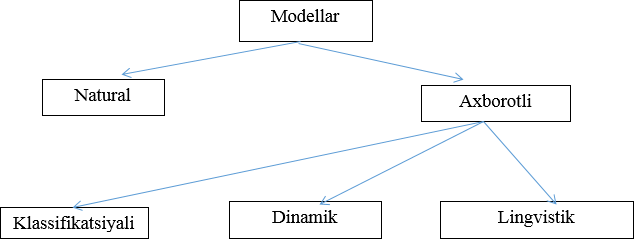 Modellar
Natural
Axborotli
Klassifikatsiyali
Dinamik
Lingvistik